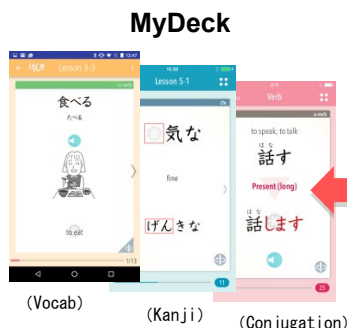 MyDeck
Lesson 3-3
食べる
たべる
to eat
1/13
(Vocab)
Lesson 5-1
気な
fine
げんきな
11
(Kanji)
Verb
u-verb
to speak; to talk
はな
話す
Present (long)
はな
話します
25
(Conjugation)